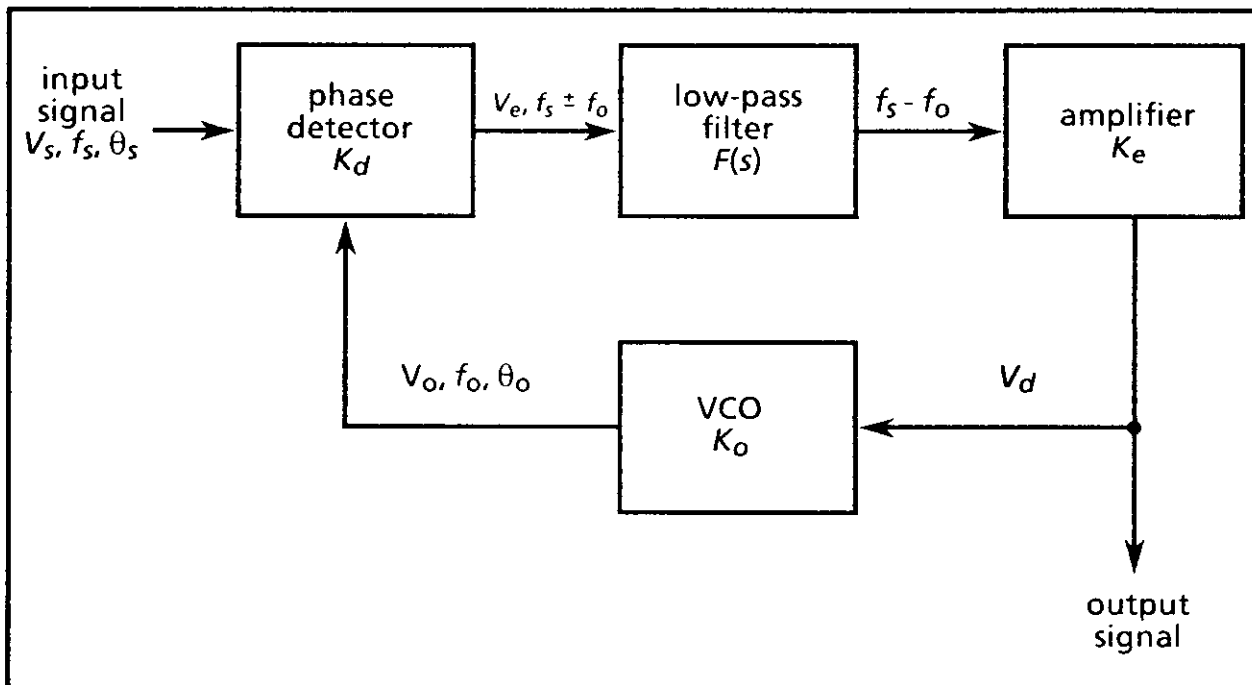 input
signal
Vs, fs, θs
phase
detector
Kd
Ve, fs ± fo
low-pass
filter
F(s)
fs - fo
amplifier
Ke
Vo, fo, θo
VCO
Ko
Vd
output
signal